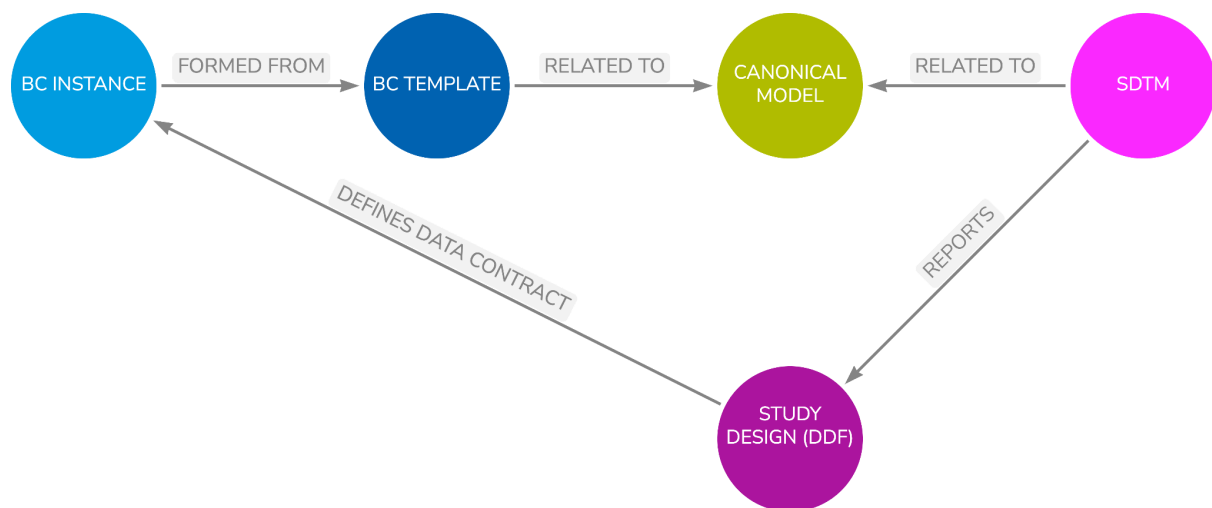 BC INSTANCE
FORMED FROM
BC TEMPLATE
RELATED TO
CANONICAL
MODEL
RELATED TO
SDTM
DEFINES DATA CONTRACT
REPORTS
STUDY
DESIGN (DDF)